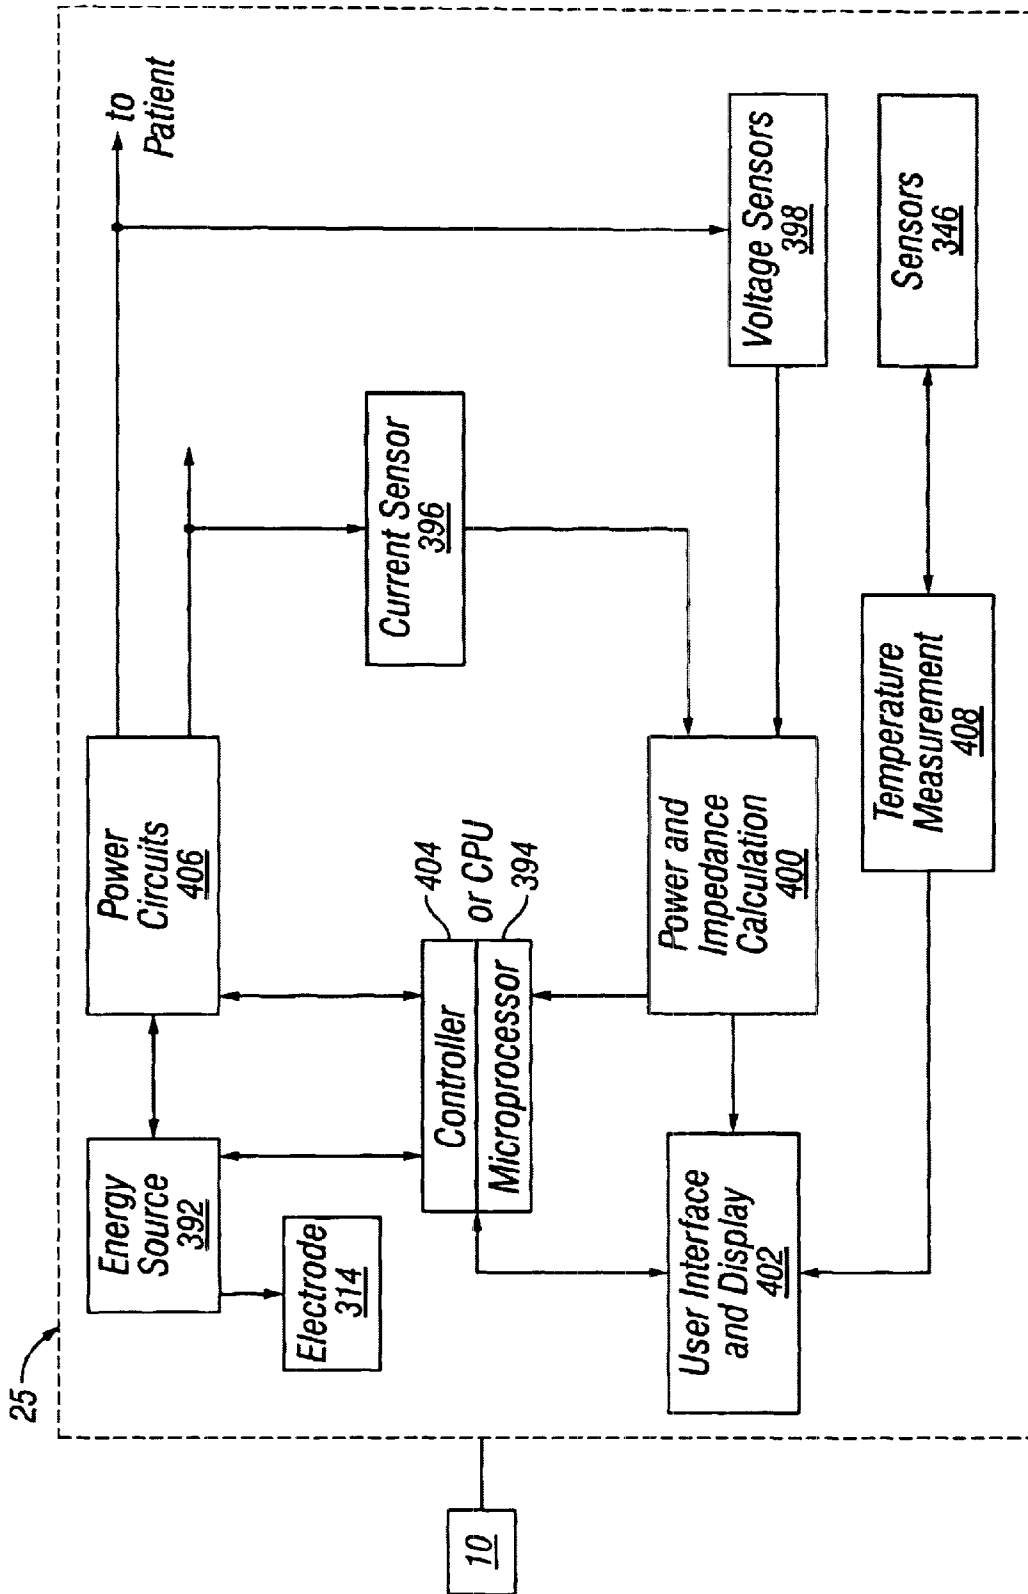 25
10
Energy
Source
392
Electrode
314
Power
Circuits
406
to
Patient
Controller
Microprocessor
404
or CPU
394
Current Sensor
396
Voltage Sensors
398
User Interface
and Display
402
Power and
Impedance
Calculation
400
Temperature
Measurement
408
Sensors
346